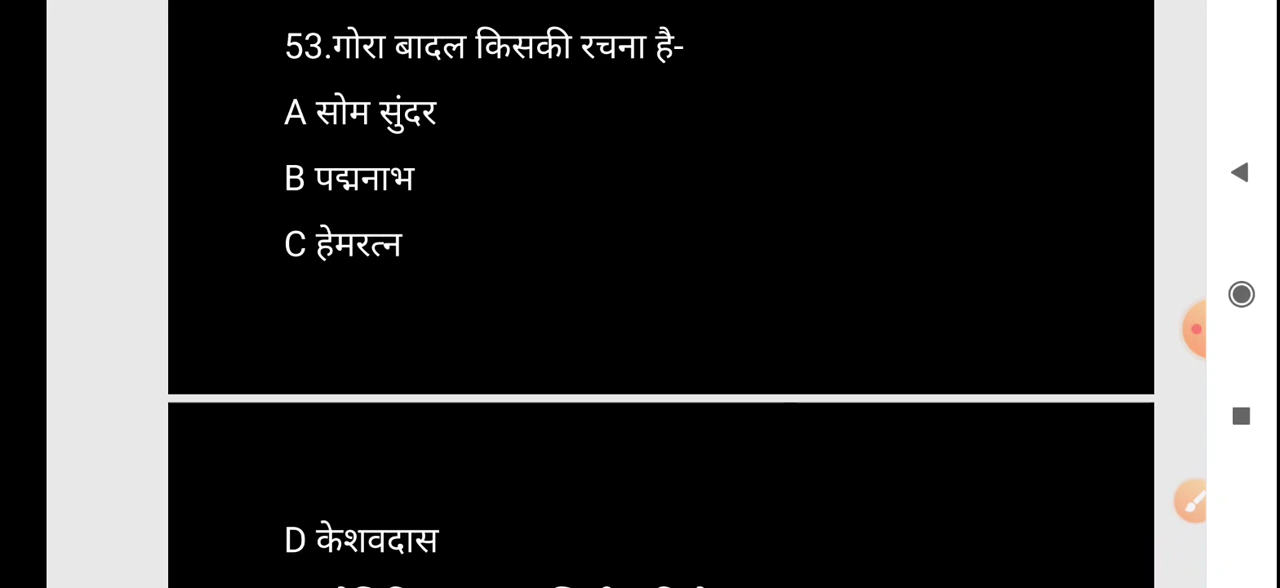 53.गोरा बादल किसकी रचना है-
A सोम सुंदर
B पद्मनाभ
C हेमरत्न
D केशवदास